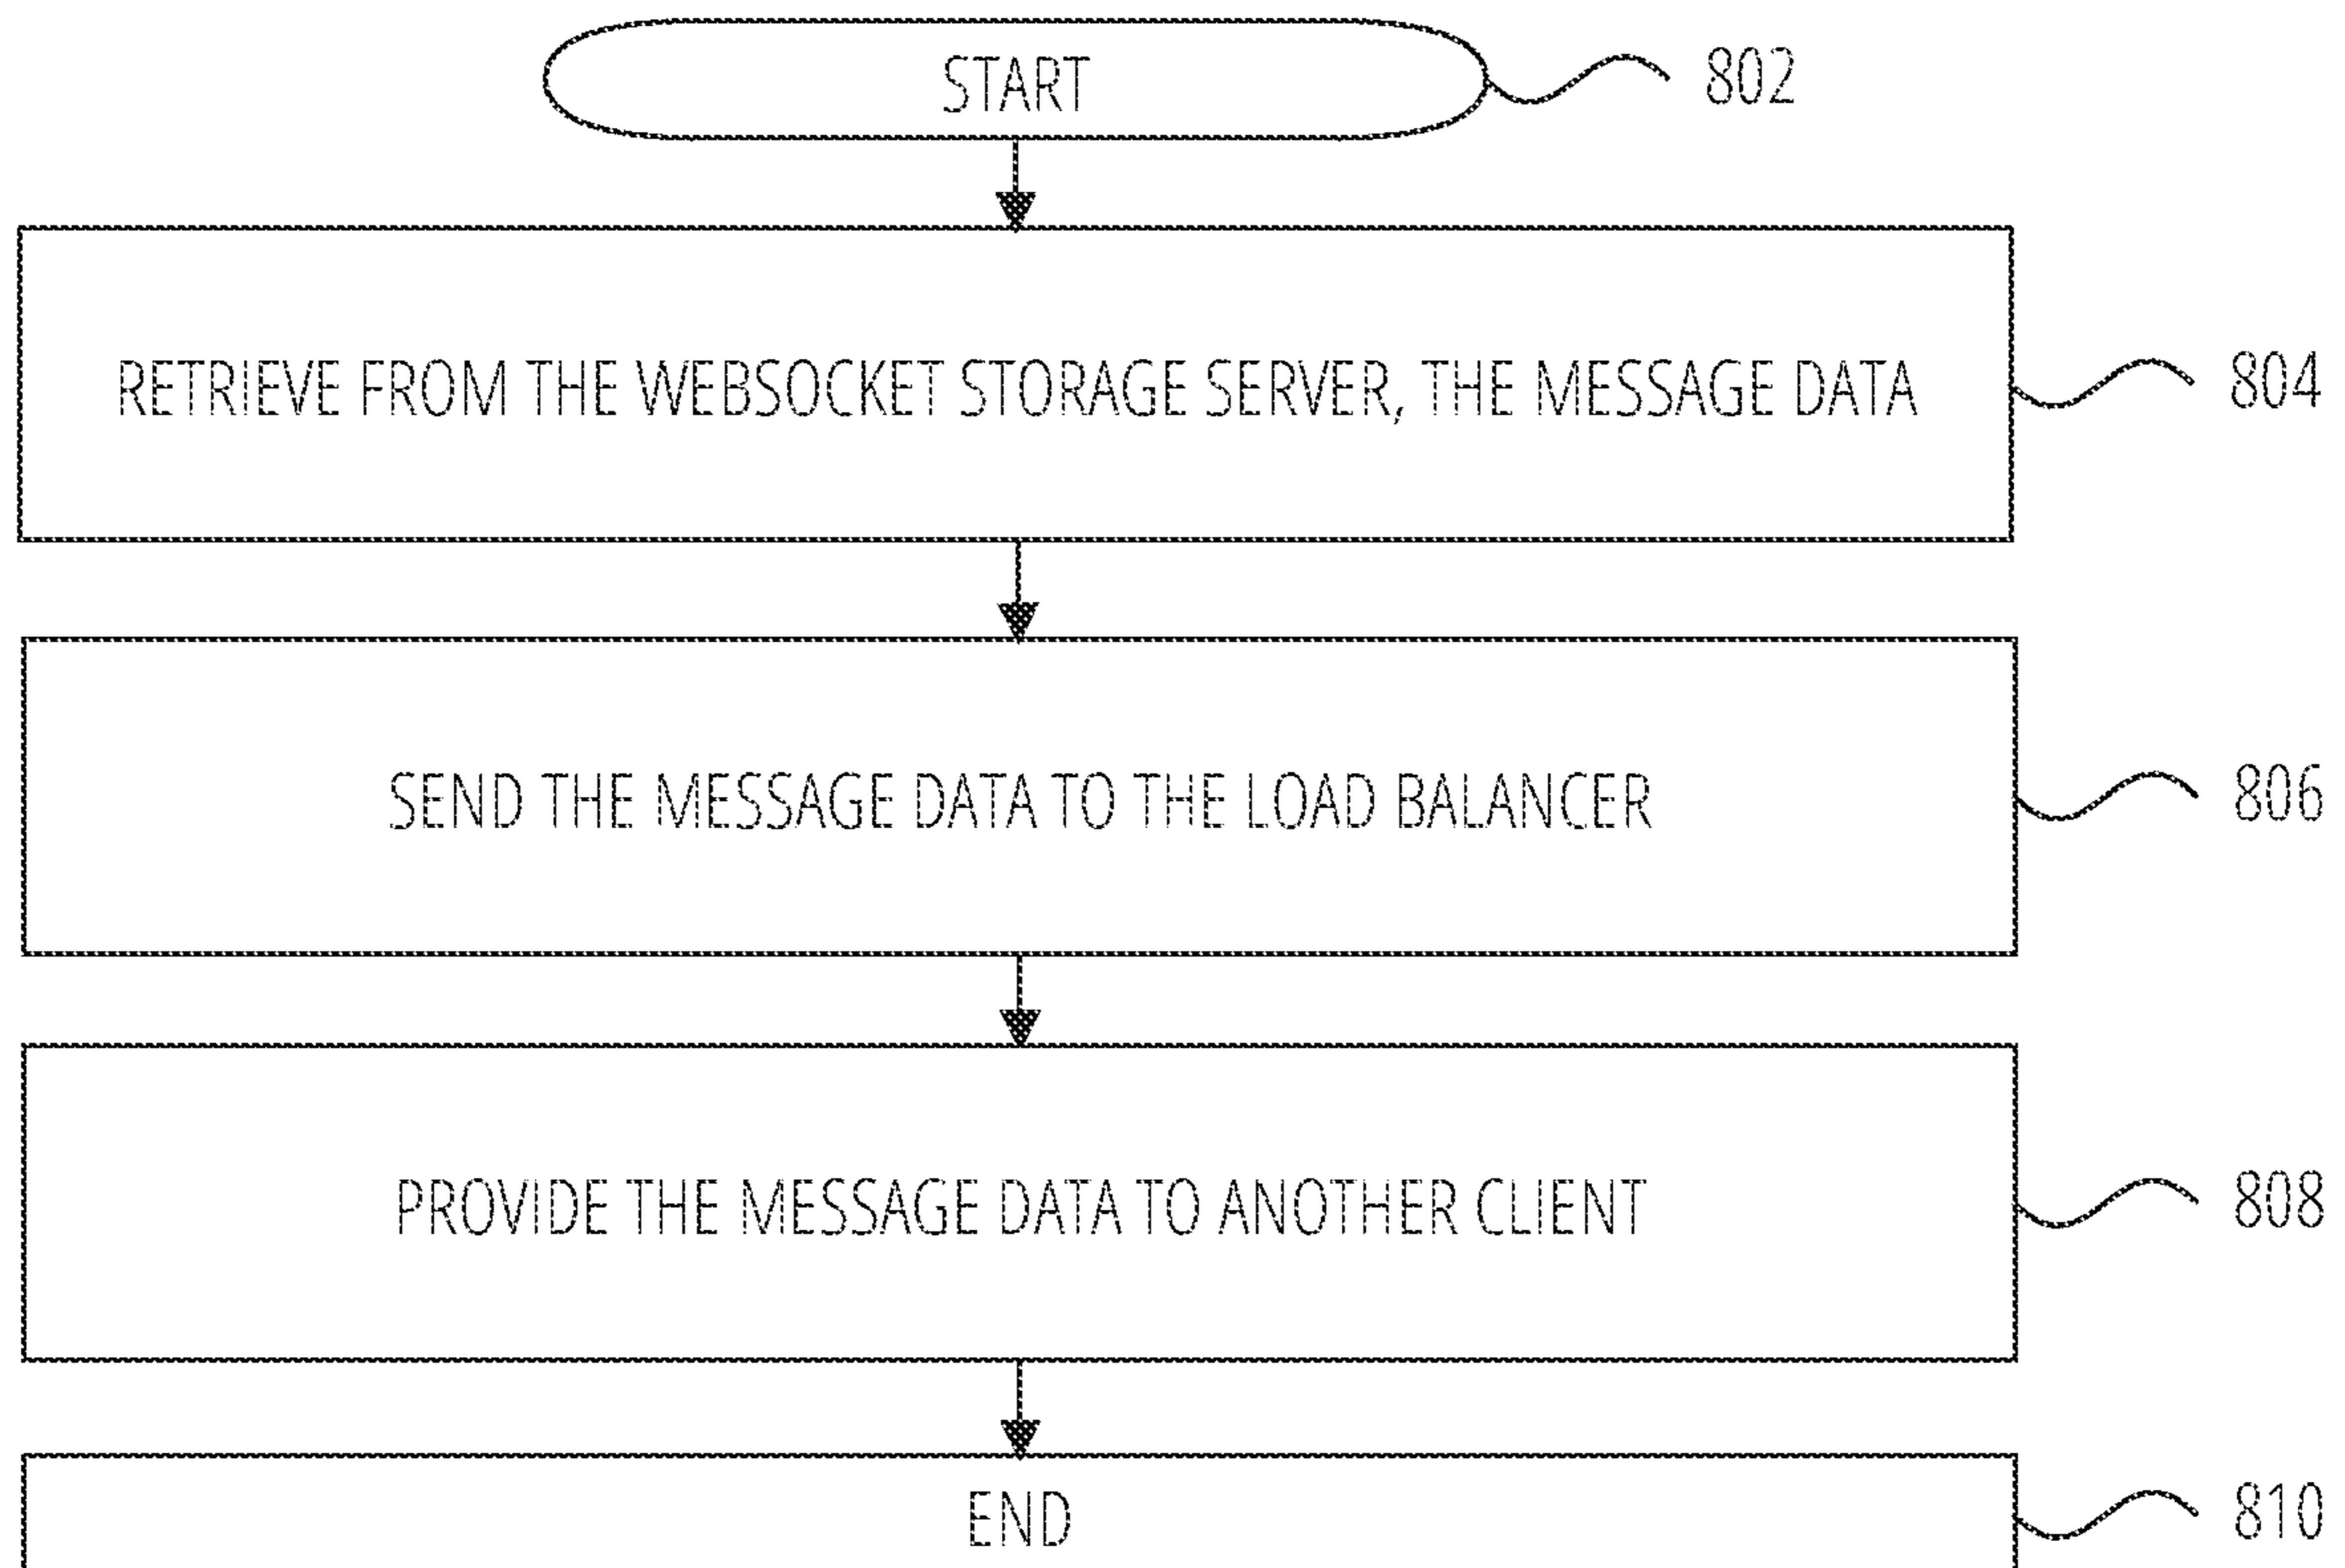 START 802
RETRIEVE FROM THE WEBSOCKET STORAGE SERVER, THE MESSAGE DATA 804
SEND THE MESSAGE DATA TO THE LOAD BALANCER 806
PROVIDE THE MESSAGE DATA TO ANOTHER CLIENT 808
END 810